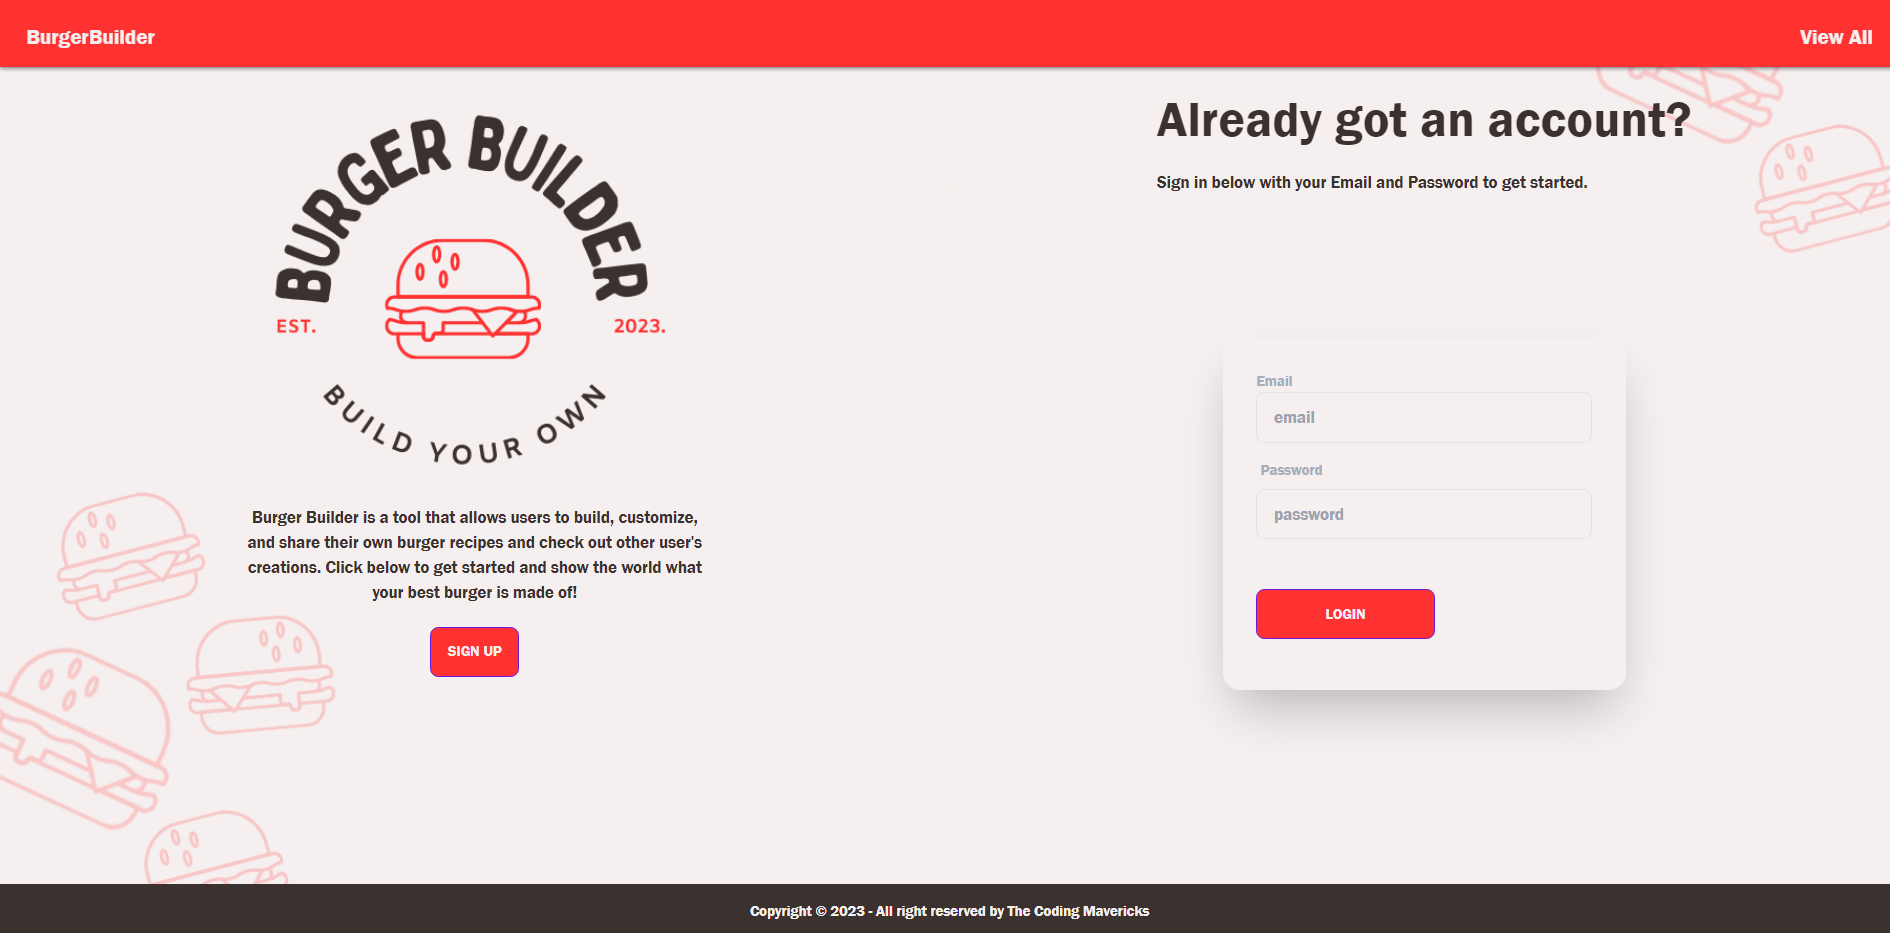 BurgerBuilder
View All
BURGER BUILDER
EST.
2023.
BUILD YOUR OWN
Burger Builder is a tool that allows users to build, customize,
and share their own burger recipes and check out other user's
creations. Click below to get started and show the world what
your best burger is made of!
SIGN UP
Already got an account?
Sign in below with your Email and Password to get started.
Email
email
Password
password
LOGIN
Copyright © 2023 - All right reserved by The Coding Mavericks